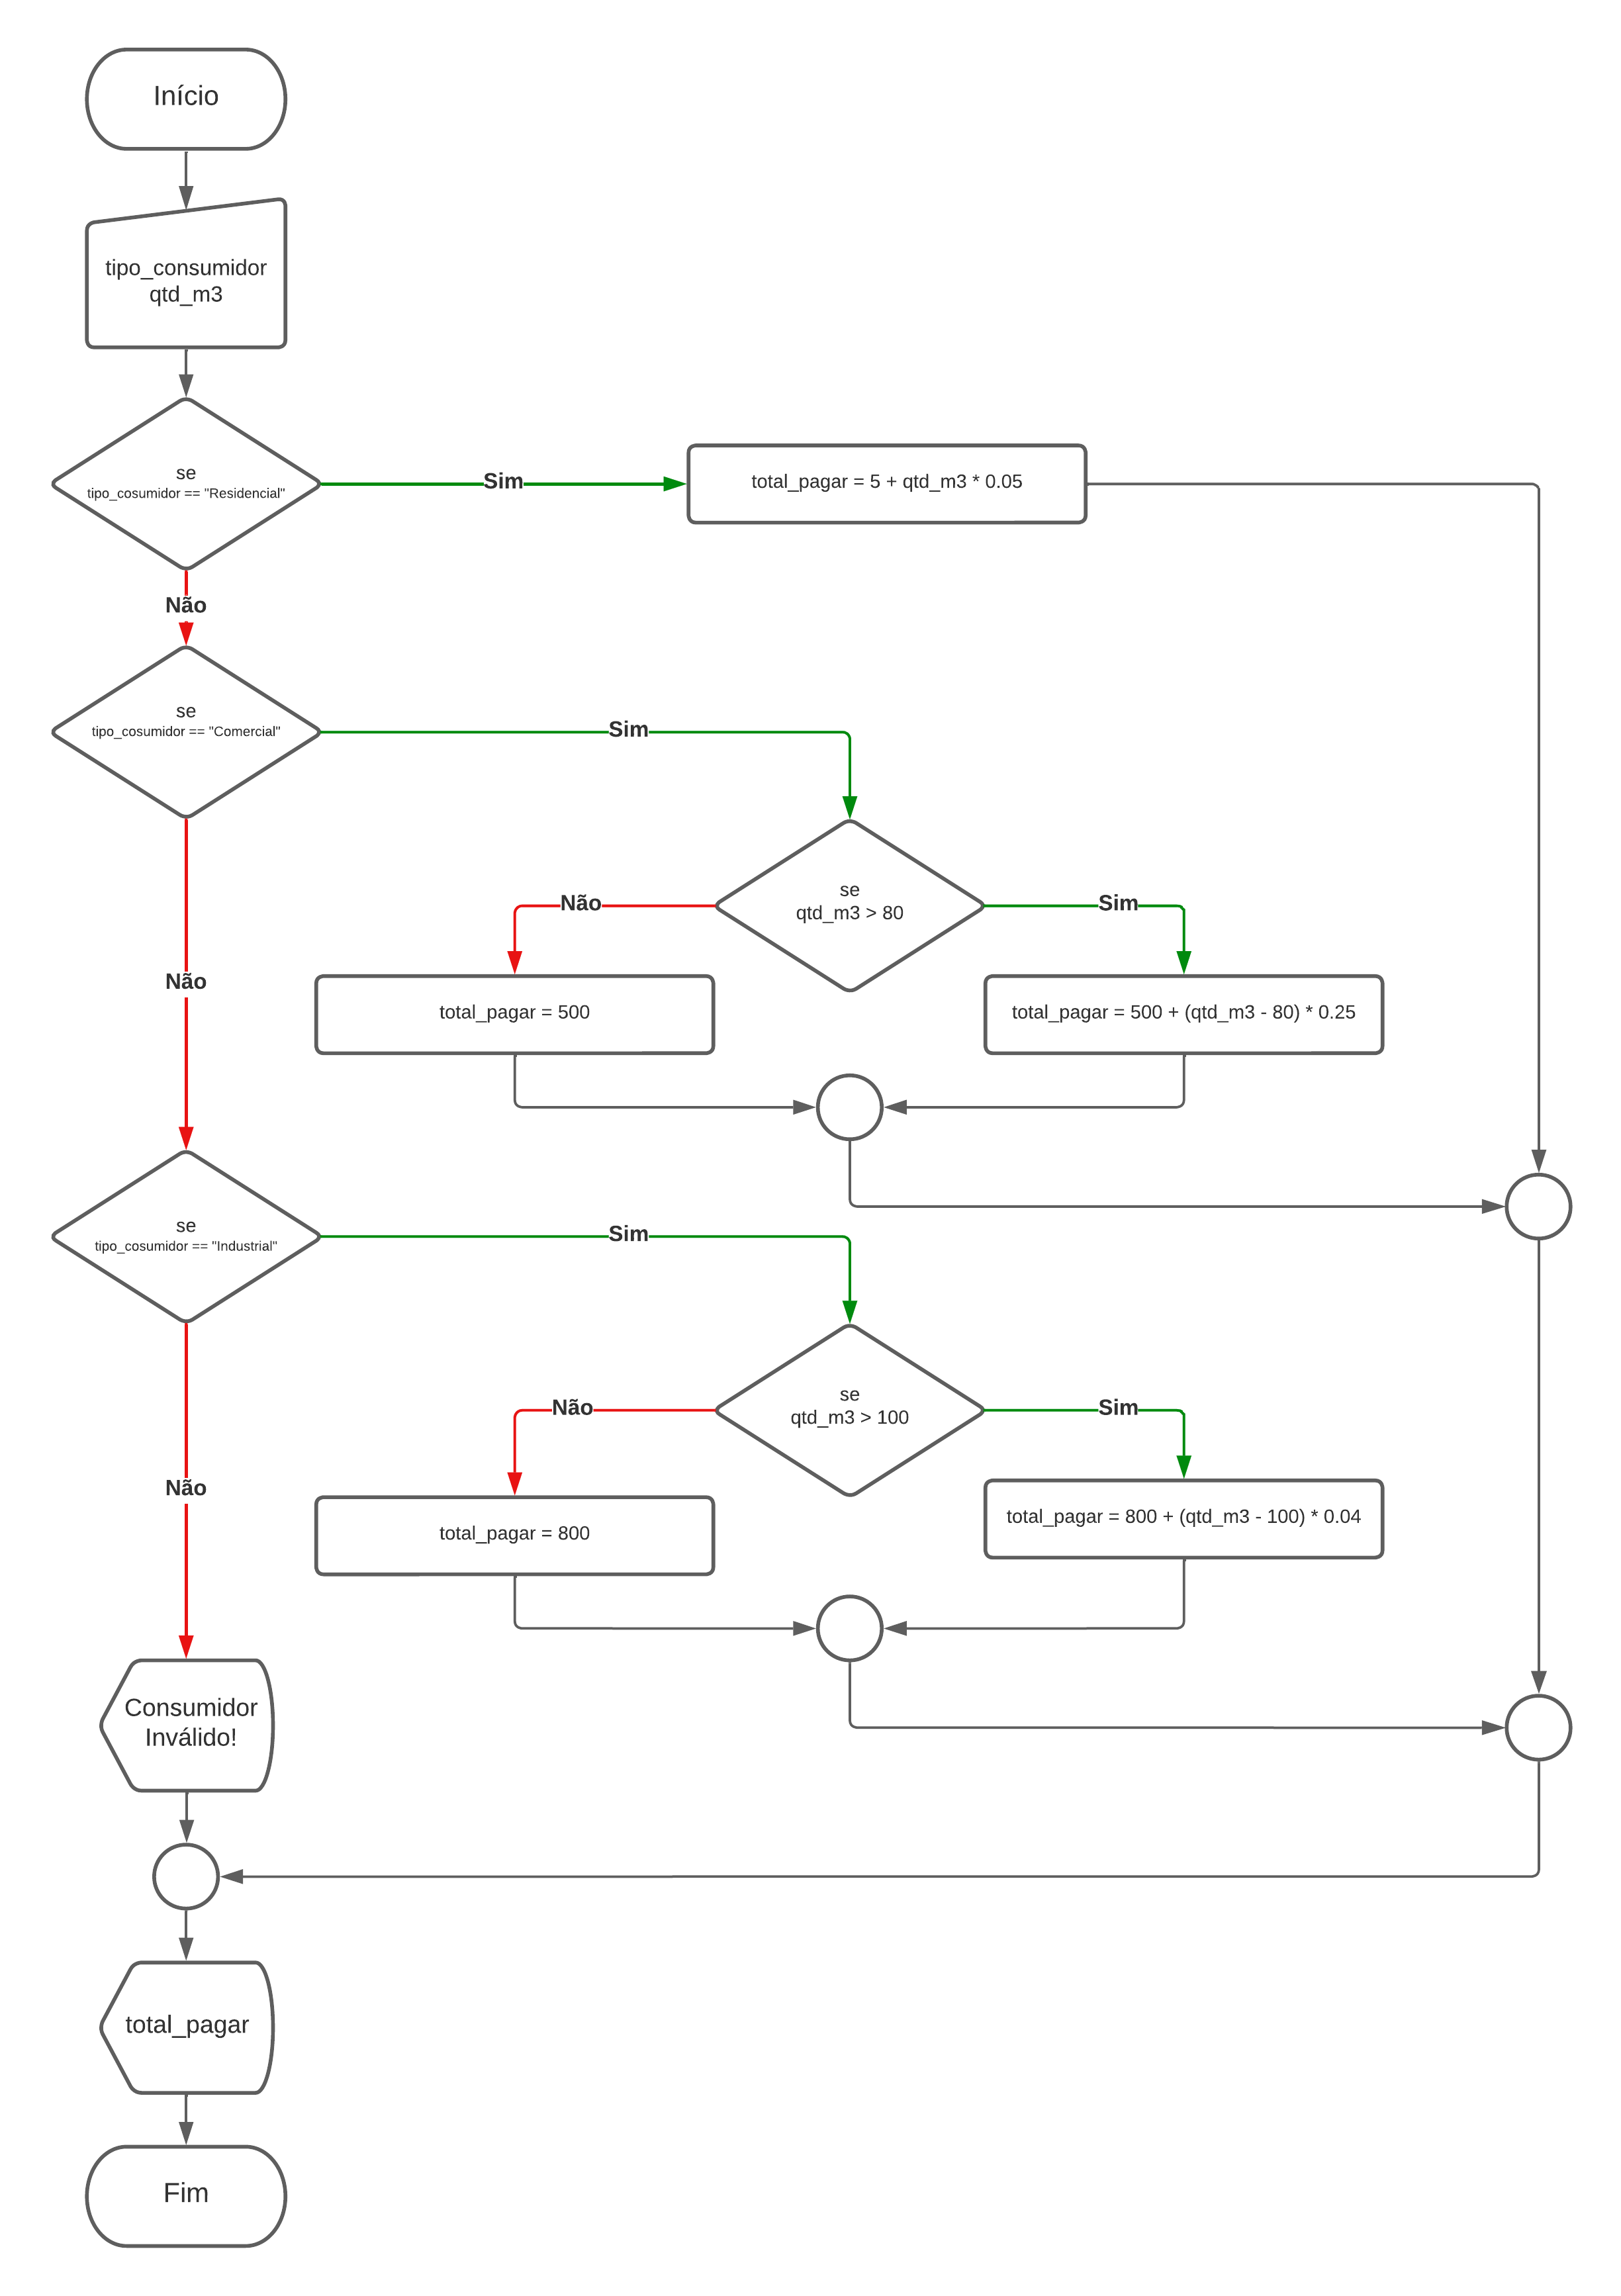 Início
tipo_consumidor
qtd_m3
se
tipo_cosumidor == "Residencial"
Sim
total_pagar = 5 + qtd_m3 * 0.05
Não
se
tipo_cosumidor == "Comercial"
Sim
se
qtd_m3 > 80
Não
Sim
total_pagar = 500
total_pagar = 500 + (qtd_m3 - 80) * 0.25
Não
se
tipo_cosumidor == "Industrial"
Sim
se
qtd_m3 > 100
Não
Sim
total_pagar = 800
total_pagar = 800 + (qtd_m3 - 100) * 0.04
Não
Consumidor
Inválido!
total_pagar
Fim